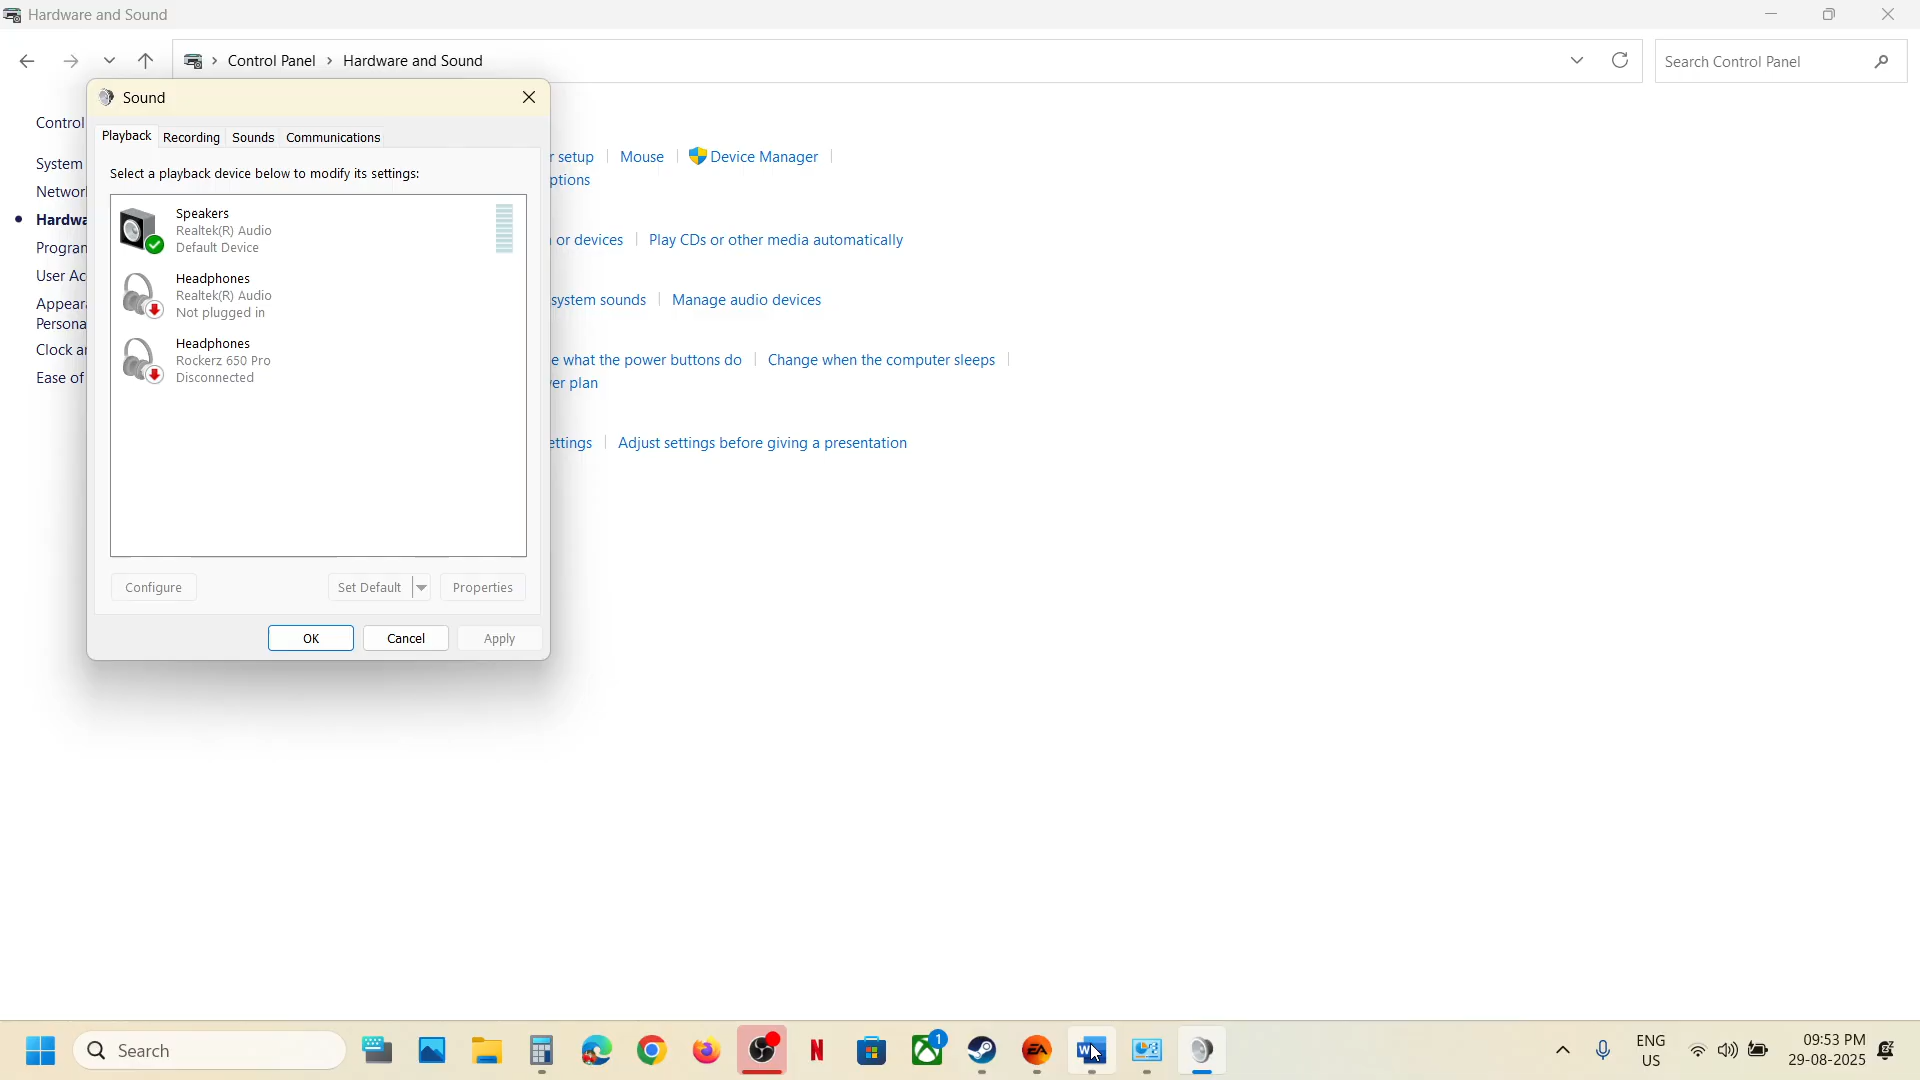 Hardware and Sound
Control Panel > Hardware and Sound
Search Control Panel
Sound
Playback Recording Sounds Communications
Select a playback device below to modify its settings:
Speakers
Realtek(R) Audio
Default Device
Headphones
Realtek(R) Audio
Not plugged in
Headphones
Rockerz 650 Pro
Disconnected
Configure Set Default Properties
OK Cancel Apply
Control
System
Hardwa
Program
User Ac
Clock a
Ease of
setup Mouse Device Manager
ptions
or devices Play CDs or other media automatically
system sounds Manage audio devices
e what the power buttons do Change when the computer sleeps
er plan
ettings Adjust settings before giving a presentation
Search
1
ENG
US
09:53 PM
29-08-2025